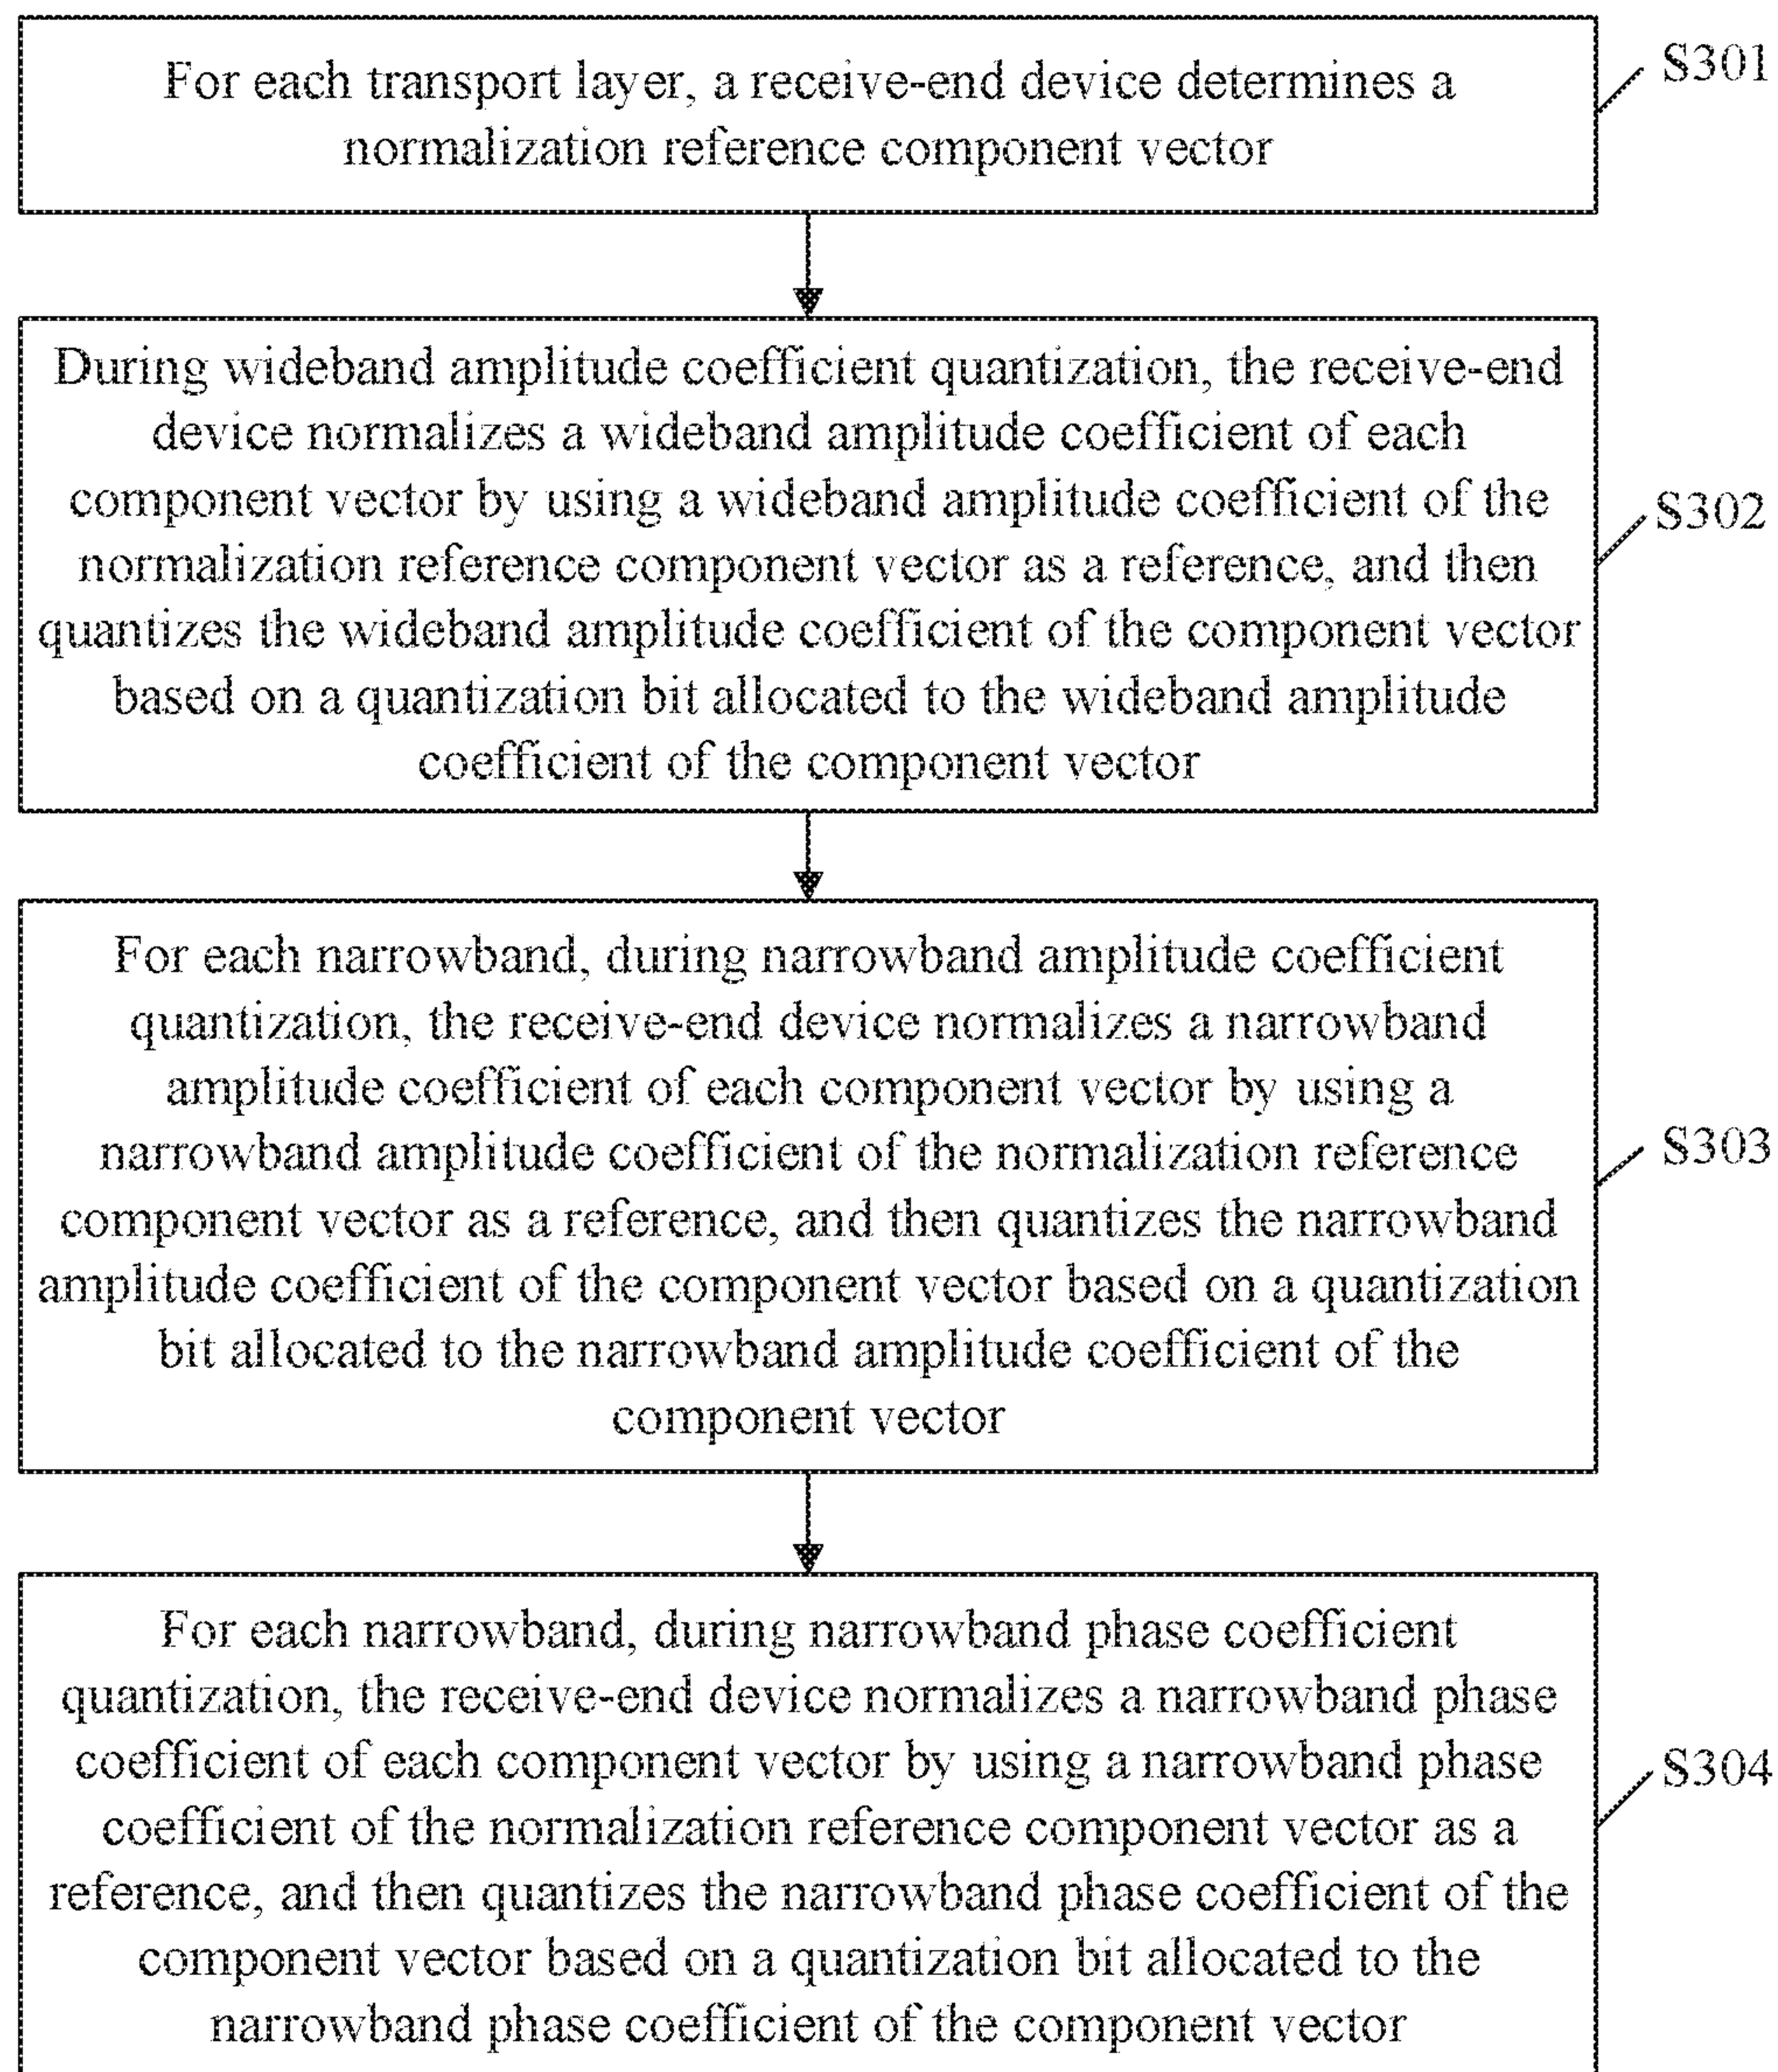 For each transport layer, a receive-end device determines a
normalization reference component vector
S301
During wideband amplitude coefficient quantization, the receive-end
device normalizes a wideband amplitude coefficient of each
component vector by using a wideband amplitude coefficient of the
normalization reference component vector as a reference, and then
quantizes the wideband amplitude coefficient of the component vector
based on a quantization bit allocated to the wideband amplitude
coefficient of the component vector
S302
For each narrowband, during narrowband amplitude coefficient
quantization, the receive-end device normalizes a narrowband
amplitude coefficient of each component vector by using a
narrowband amplitude coefficient of the normalization reference
component vector as a reference, and then quantizes the narrowband
amplitude coefficient of the component vector based on a quantization
bit allocated to the narrowband amplitude coefficient of the
component vector
S303
For each narrowband, during narrowband phase coefficient
quantization, the receive-end device normalizes a narrowband phase
coefficient of each component vector by using a narrowband phase
coefficient of the normalization reference component vector as a
reference, and then quantizes the narrowband phase coefficient of the
component vector based on a quantization bit allocated to the
narrowband phase coefficient of the component vector
S304